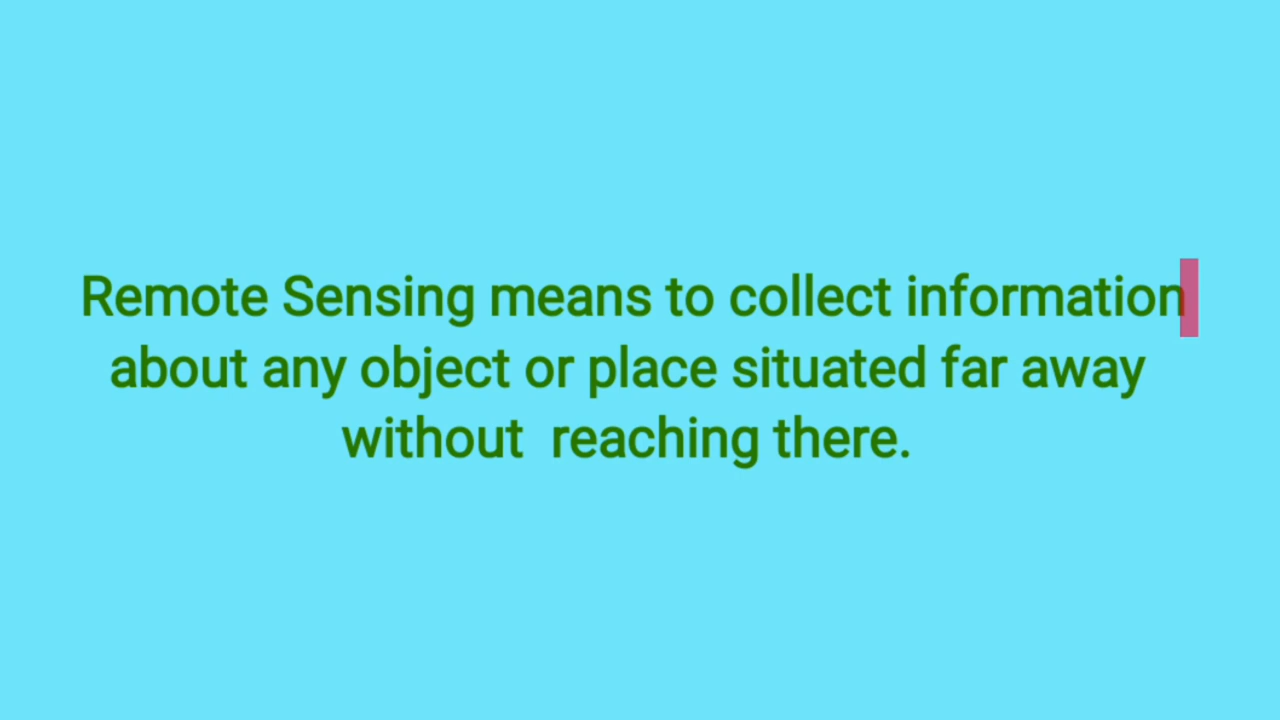 Remote Sensing means to collect information
about any object or place situated far away
without  reaching there.